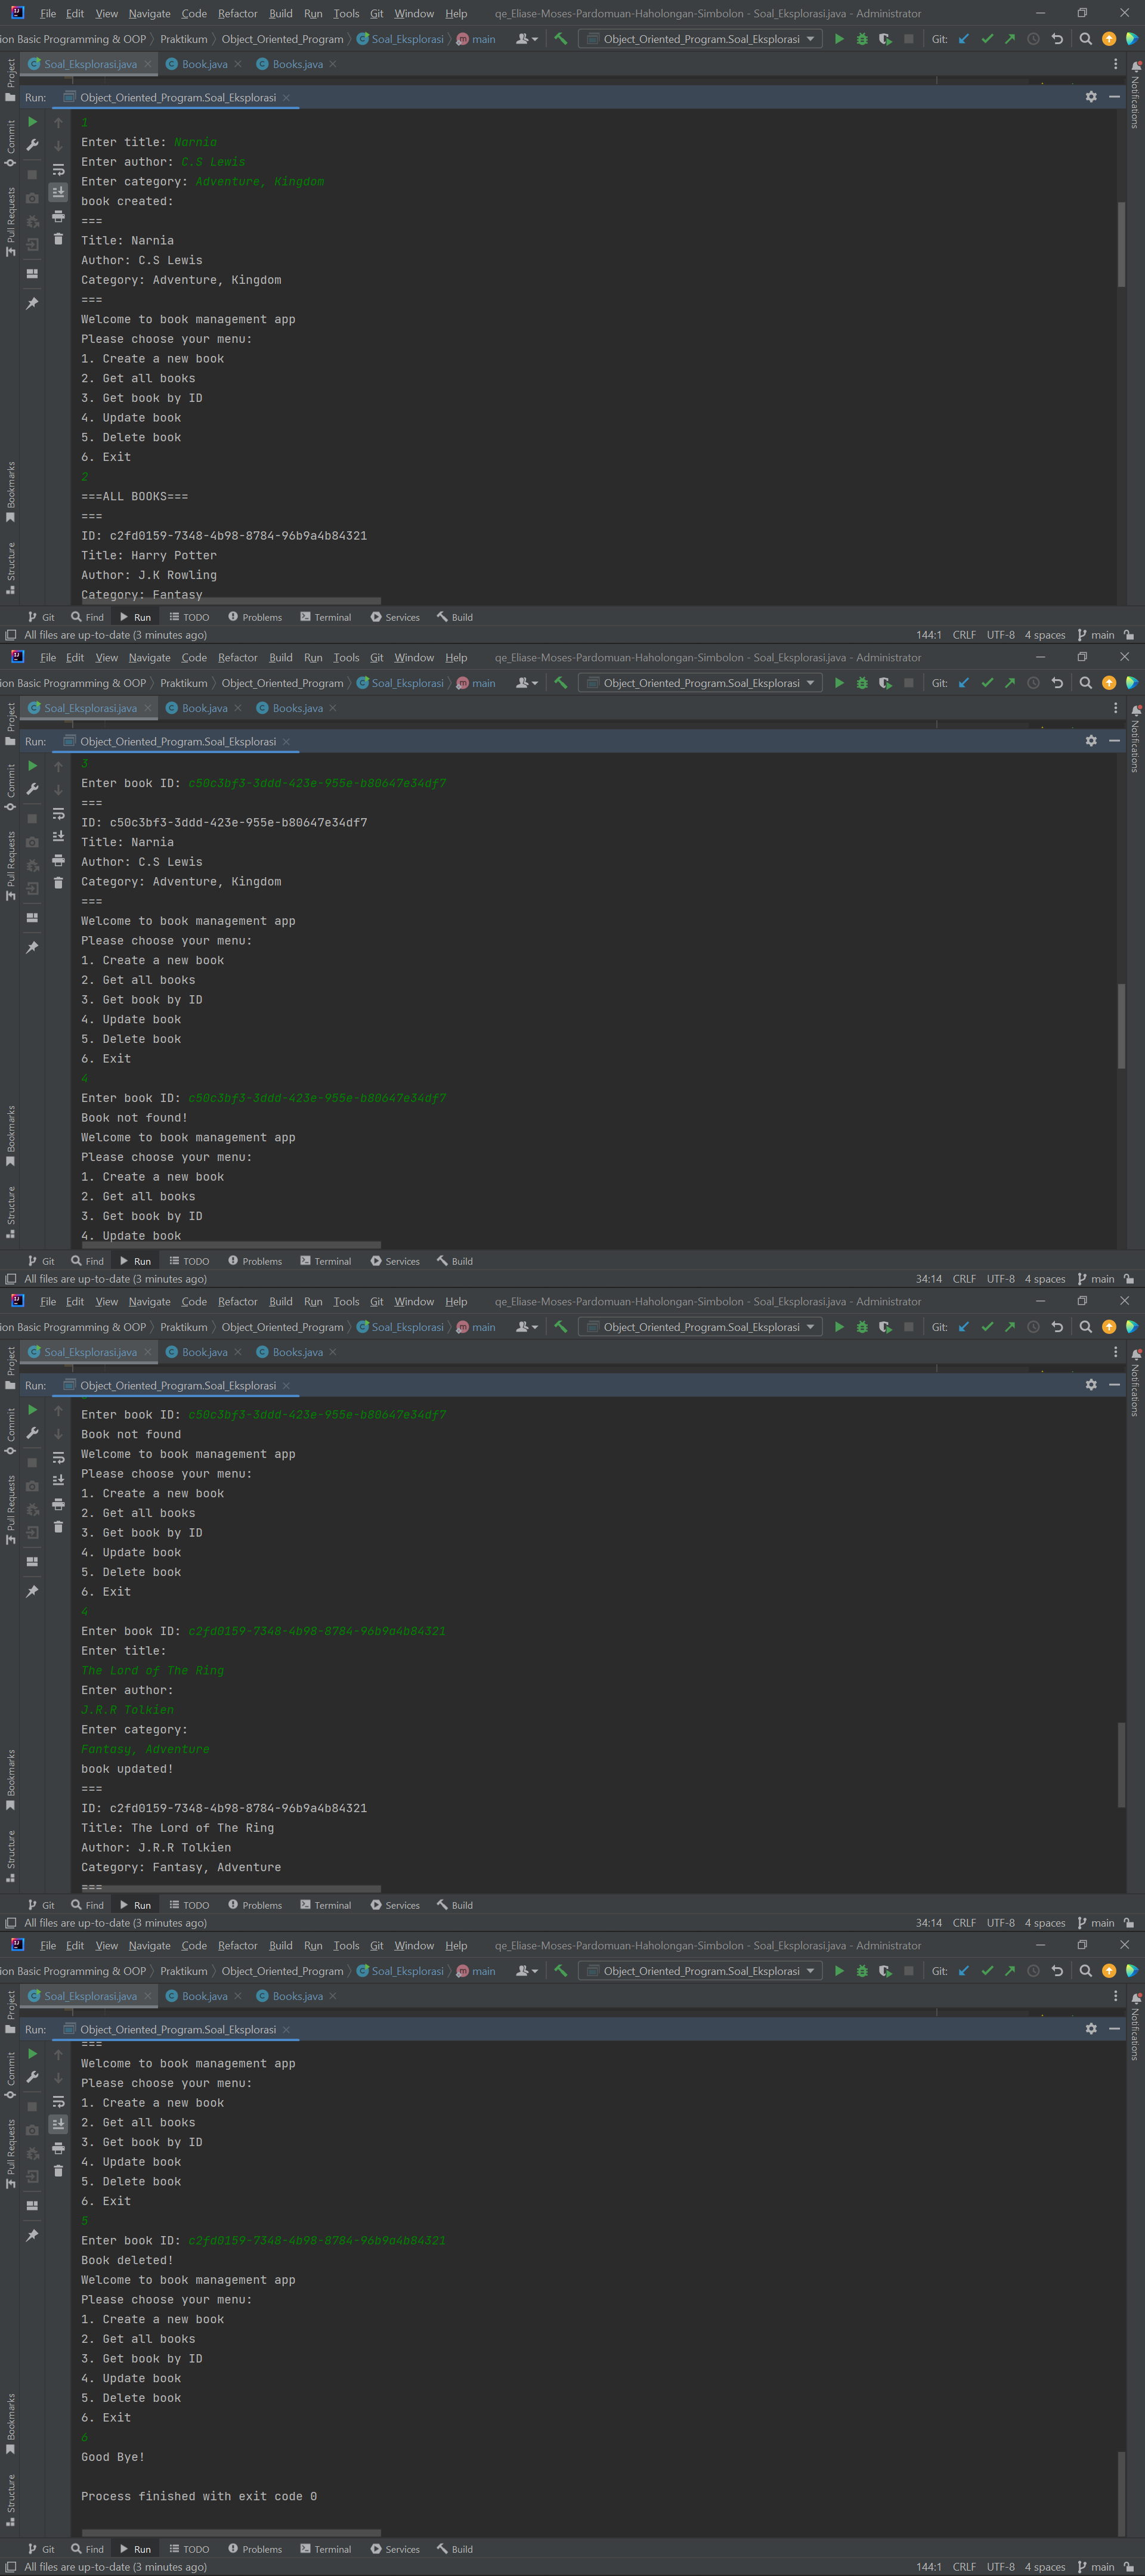 File Edit View Navigate Code Refactor Build Run Tools Git Window Help qe_Eliase-Moses-Pardomuan-Haholongan-Simbolon - Soal_Eksplorasi.java - Administrator
ion Basic Programming & OOP Praktikum Object_Oriented_Program Soal_Eksplorasi main Object_Oriented_Program.Soal_Eksplorasi Git:
Soal_Eksplorasi.java Book.java Books.java
Project
Commit
Pull Requests
Bookmarks
Structure
Notifications
Run: Object_Oriented_Program.Soal_Eksplorasi
1
Enter title: Narnia
Enter author: C.S Lewis
Enter category: Adventure, Kingdom
book created:
===
Title: Narnia
Author: C.S Lewis
Category: Adventure, Kingdom
===
Welcome to book management app
Please choose your menu:
1. Create a new book
2. Get all books
3. Get book by ID
4. Update book
5. Delete book
6. Exit
2
===ALL BOOKS===
===
ID: c2fd0159-7348-4b98-8784-96b9a4b84321
Title: Harry Potter
Author: J.K Rowling
Category: Fantasy
Git Find Run TODO Problems Terminal Services Build
All files are up-to-date (3 minutes ago) 144:1 CRLF UTF-8 4 spaces main
File Edit View Navigate Code Refactor Build Run Tools Git Window Help qe_Eliase-Moses-Pardomuan-Haholongan-Simbolon - Soal_Eksplorasi.java - Administrator
ion Basic Programming & OOP Praktikum Object_Oriented_Program Soal_Eksplorasi main Object_Oriented_Program.Soal_Eksplorasi Git:
Soal_Eksplorasi.java Book.java Books.java
Project
Commit
Pull Requests
Bookmarks
Structure
Notifications
Run: Object_Oriented_Program.Soal_Eksplorasi
3
Enter book ID: c50c3bf3-3ddd-423e-955e-b80647e34df7
===
ID: c50c3bf3-3ddd-423e-955e-b80647e34df7
Title: Narnia
Author: C.S Lewis
Category: Adventure, Kingdom
===
Welcome to book management app
Please choose your menu:
1. Create a new book
2. Get all books
3. Get book by ID
4. Update book
5. Delete book
6. Exit
4
Enter book ID: c50c3bf3-3ddd-423e-955e-b80647e34df7
Book not found!
Welcome to book management app
Please choose your menu:
1. Create a new book
2. Get all books
3. Get book by ID
4. Update book
Git Find Run TODO Problems Terminal Services Build
All files are up-to-date (3 minutes ago) 34:14 CRLF UTF-8 4 spaces main
File Edit View Navigate Code Refactor Build Run Tools Git Window Help qe_Eliase-Moses-Pardomuan-Haholongan-Simbolon - Soal_Eksplorasi.java - Administrator
ion Basic Programming & OOP Praktikum Object_Oriented_Program Soal_Eksplorasi main Object_Oriented_Program.Soal_Eksplorasi Git:
Soal_Eksplorasi.java Book.java Books.java
Project
Commit
Pull Requests
Bookmarks
Structure
Notifications
Run: Object_Oriented_Program.Soal_Eksplorasi
Enter book ID: c50c3bf3-3ddd-423e-955e-b80647e34df7
Book not found
Welcome to book management app
Please choose your menu:
1. Create a new book
2. Get all books
3. Get book by ID
4. Update book
5. Delete book
6. Exit
4
Enter book ID: c2fd0159-7348-4b98-8784-96b9a4b84321
Enter title:
The Lord of The Ring
Enter author:
J.R.R Tolkien
Enter category:
Fantasy, Adventure
book updated!
===
ID: c2fd0159-7348-4b98-8784-96b9a4b84321
Title: The Lord of The Ring
Author: J.R.R Tolkien
Category: Fantasy, Adventure
===
Git Find Run TODO Problems Terminal Services Build
All files are up-to-date (3 minutes ago) 34:14 CRLF UTF-8 4 spaces main
File Edit View Navigate Code Refactor Build Run Tools Git Window Help qe_Eliase-Moses-Pardomuan-Haholongan-Simbolon - Soal_Eksplorasi.java - Administrator
ion Basic Programming & OOP Praktikum Object_Oriented_Program Soal_Eksplorasi main Object_Oriented_Program.Soal_Eksplorasi Git:
Soal_Eksplorasi.java Book.java Books.java
Project
Commit
Pull Requests
Bookmarks
Structure
Notifications
Run: Object_Oriented_Program.Soal_Eksplorasi
===
Welcome to book management app
Please choose your menu:
1. Create a new book
2. Get all books
3. Get book by ID
4. Update book
5. Delete book
6. Exit
5
Enter book ID: c2fd0159-7348-4b98-8784-96b9a4b84321
Book deleted!
Welcome to book management app
Please choose your menu:
1. Create a new book
2. Get all books
3. Get book by ID
4. Update book
5. Delete book
6. Exit
6
Good Bye!
Process finished with exit code 0
Git Find Run TODO Problems Terminal Services Build
All files are up-to-date (3 minutes ago) 144:1 CRLF UTF-8 4 spaces main